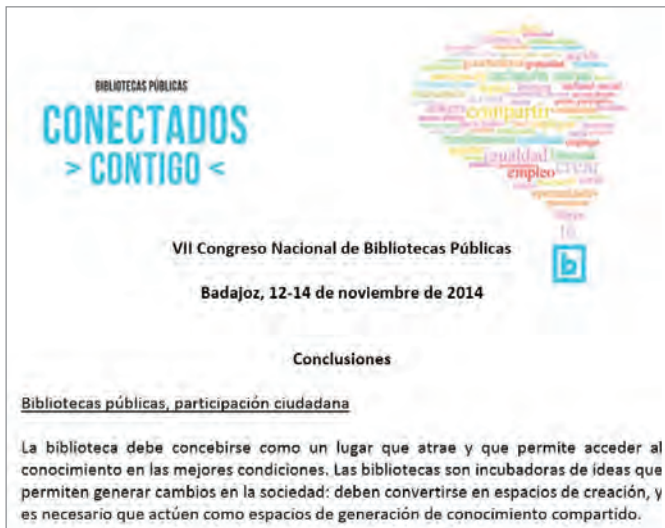 BIBLIOTECAS PÚBLICAS
CONECTADOS
> CONTIGO <
compartir
igualdad
crear
empleo
b
VII Congreso Nacional de Bibliotecas Públicas
Badajoz, 12-14 de noviembre de 2014
Conclusiones
Bibliotecas públicas, participación ciudadana
La biblioteca debe concebirse como un lugar que atrae y que permite acceder al
conocimiento en las mejores condiciones. Las bibliotecas son incubadoras de ideas que
permiten generar cambios en la sociedad: deben convertirse en espacios de creación, y
es necesario que actúen como espacios de generación de conocimiento compartido.